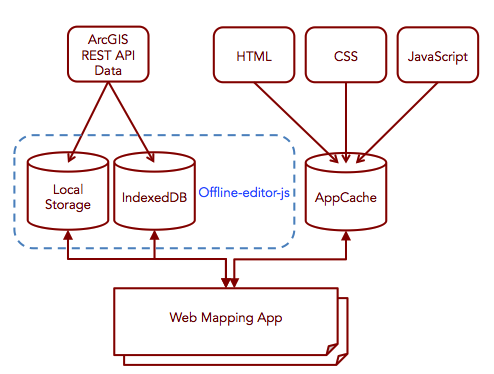 ArcGIS
REST API
Data
HTML
CSS
JavaScript
Local
Storage
IndexedDB
Offline-editor-js
AppCache
Web Mapping App